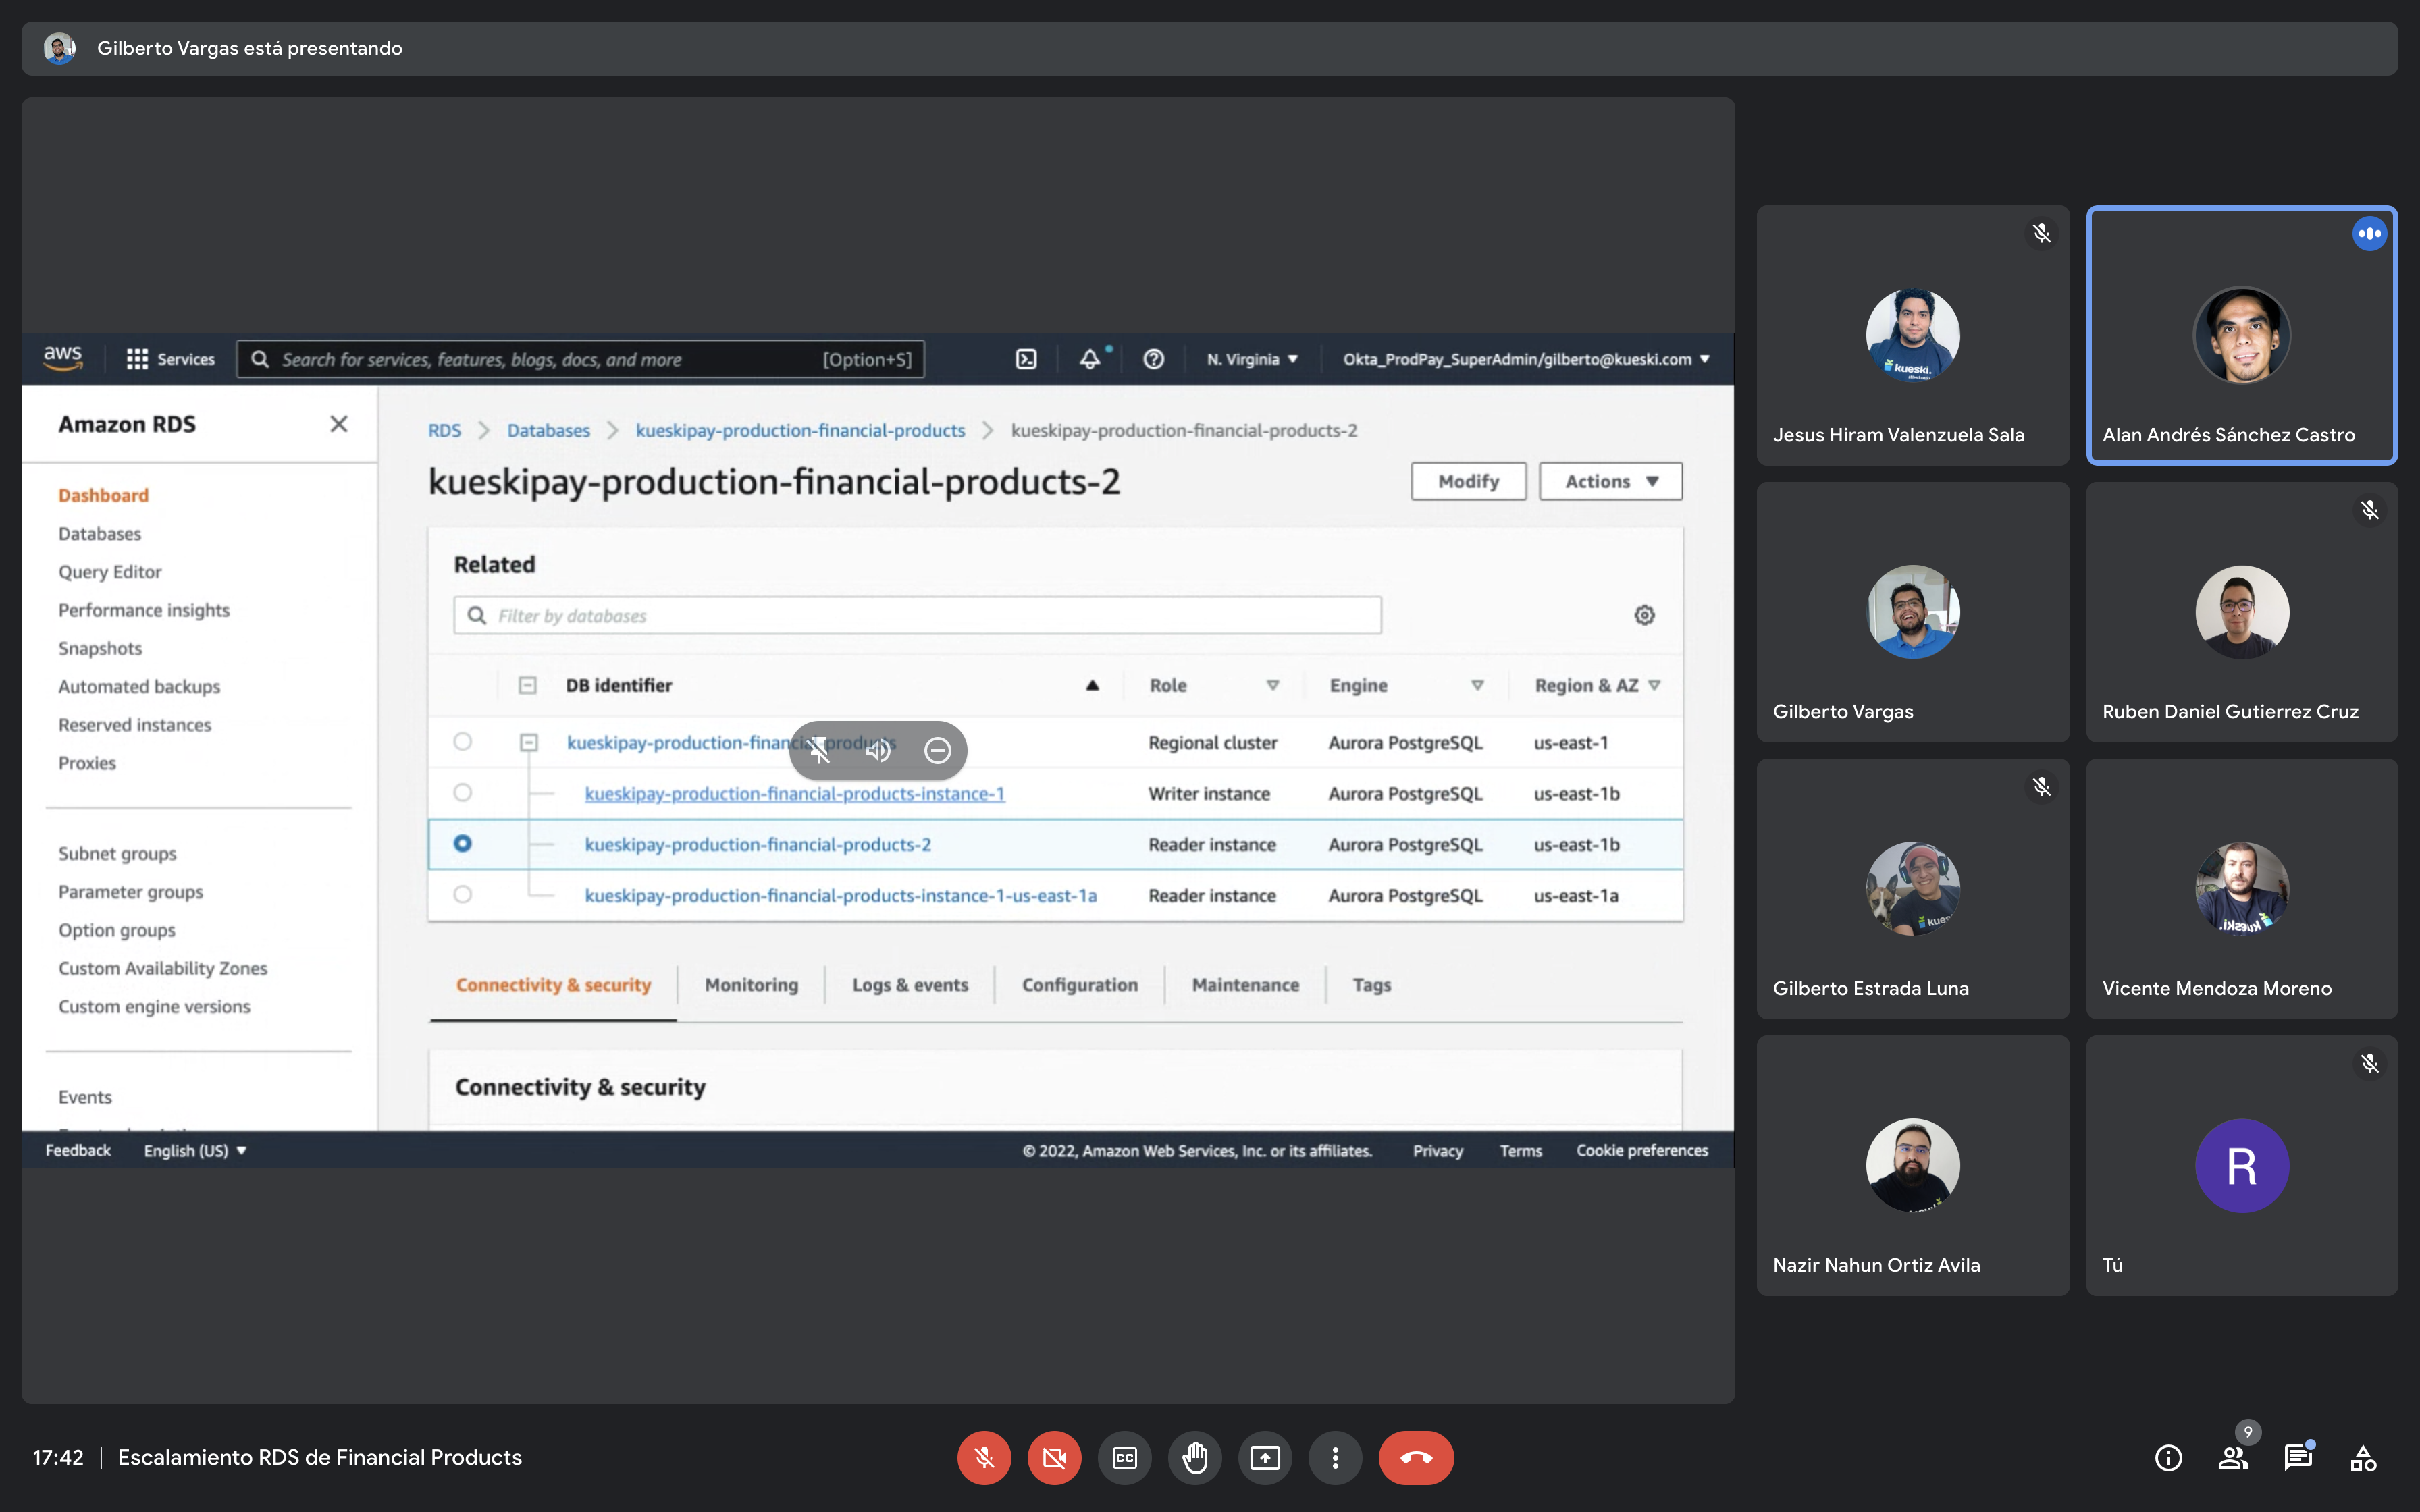 Gilberto Vargas está presentando
aws
Services
Search for services, features, blogs, docs, and more [Option+S]
N. Virginia
Okta_ProdPay_SuperAdmin/gilberto@kueski.com
Amazon RDS
Dashboard
Databases
Query Editor
Performance insights
Snapshots
Automated backups
Reserved instances
Proxies
Subnet groups
Parameter groups
Option groups
Custom Availability Zones
Custom engine versions
Events
RDS Databases kueskipay-production-financial-products kueskipay-production-financial-products-2
kueskipay-production-financial-products-2
Modify Actions
Related
Filter by databases
DB identifier Role Engine Region & AZ
kueskipay-production-financial-products Regional cluster Aurora PostgreSQL us-east-1
kueskipay-production-financial-products-instance-1 Writer instance Aurora PostgreSQL us-east-1b
kueskipay-production-financial-products-2 Reader instance Aurora PostgreSQL us-east-1b
kueskipay-production-financial-products-instance-1-us-east-1a Reader instance Aurora PostgreSQL us-east-1a
Connectivity & security Monitoring Logs & events Configuration Maintenance Tags
Connectivity & security
Feedback English (US) © 2022, Amazon Web Services, Inc. or its affiliates. Privacy Terms Cookie preferences
kueski.
Jesus Hiram Valenzuela Sala
Alan Andrés Sánchez Castro
Gilberto Vargas
Ruben Daniel Gutierrez Cruz
Gilberto Estrada Luna
Vicente Mendoza Moreno
Nazir Nahun Ortiz Avila
R
Tú
17:42 Escalamiento RDS de Financial Products
CC
9